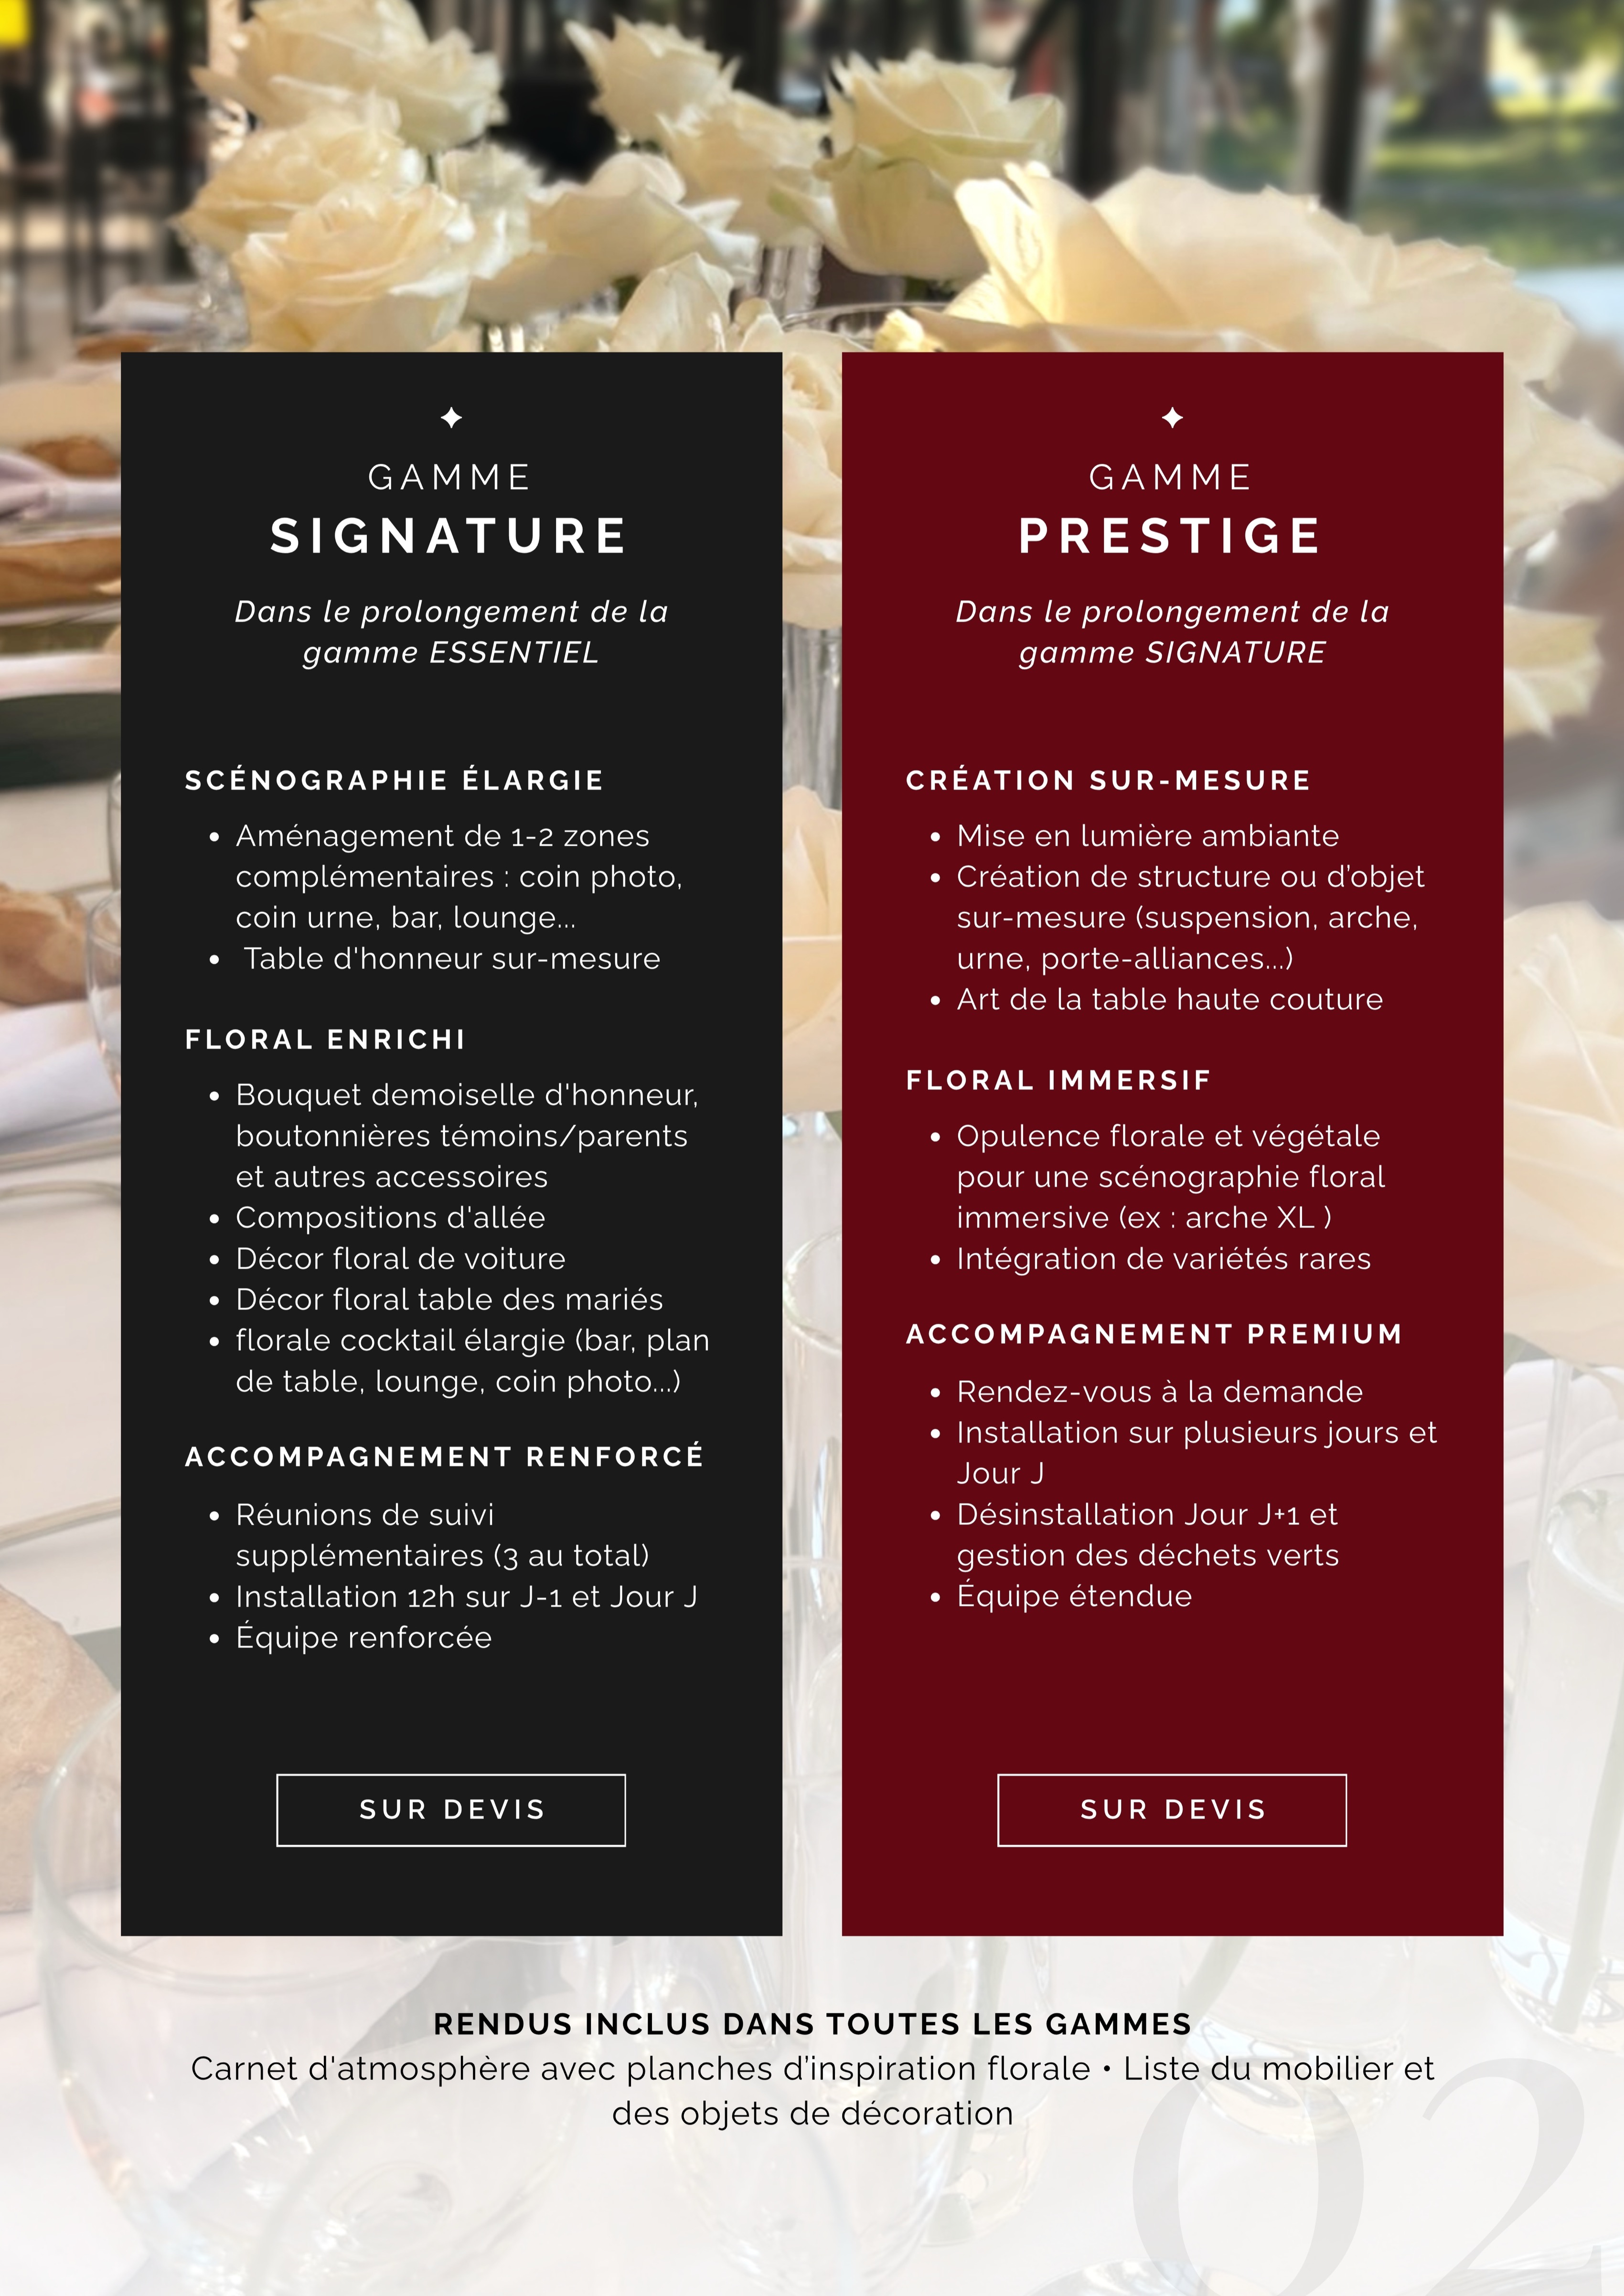 GAMME
SIGNATURE
Dans le prolongement de la
gamme ESSENTIEL
SCÉNOGRAPHIE ÉLARGIE
• Aménagement de 1-2 zones
complémentaires : coin photo,
coin urne, bar, lounge...
• Table d'honneur sur-mesure
FLORAL ENRICHI
• Bouquet demoiselle d'honneur,
boutonnières témoins/parents
et autres accessoires
• Compositions d'allée
• Décor floral de voiture
• Décor floral table des mariés
• florale cocktail élargie (bar, plan
de table, lounge, coin photo...)
ACCOMPAGNEMENT RENFORCÉ
• Réunions de suivi
supplémentaires (3 au total)
• Installation 12h sur J-1 et Jour J
• Équipe renforcée
SUR DEVIS
GAMME
PRESTIGE
Dans le prolongement de la
gamme SIGNATURE
CRÉATION SUR-MESURE
• Mise en lumière ambiante
• Création de structure ou d'objet
sur-mesure (suspension, arche,
urne, porte-alliances...)
• Art de la table haute couture
FLORAL IMMERSIF
• Opulence florale et végétale
pour une scénographie floral
immersive (ex : arche XL )
• Intégration de variétés rares
ACCOMPAGNEMENT PREMIUM
• Rendez-vous à la demande
• Installation sur plusieurs jours et
Jour J
• Désinstallation Jour J+1 et
gestion des déchets verts
• Équipe étendue
SUR DEVIS
RENDUS INCLUS DANS TOUTES LES GAMMES
Carnet d'atmosphère avec planches d'inspiration florale • Liste du mobilier et
des objets de décoration
02